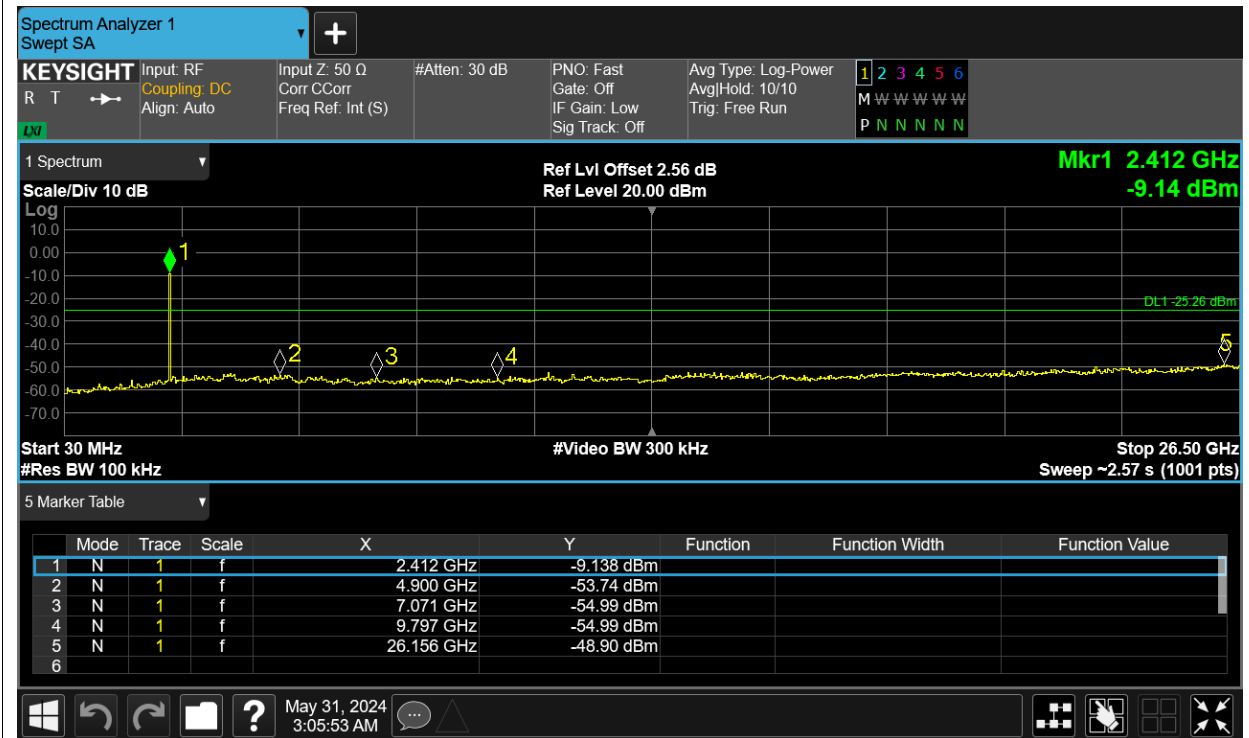 Spectrum Analyzer 1
Swept SA
+
KEYSIGHT
R T
LXI
Input: RF
Coupling: DC
Align: Auto
Input Z: 50 Ω
Corr CCorr
Freq Ref: Int (S)
#Atten: 30 dB
PNO: Fast
Gate: Off
IF Gain: Low
Sig Track: Off
Avg Type: Log-Power
Avg|Hold: 10/10
Trig: Free Run
1 2 3 4 5 6
M W W W W W
P N N N N N
1 Spectrum
Scale/Div 10 dB
Ref Lvl Offset 2.56 dB
Ref Level 20.00 dBm
Mkr1 2.412 GHz
-9.14 dBm
Log
10.0
0.00
-10.0
-20.0
-30.0
-40.0
-50.0
-60.0
-70.0
1
2
3
4
5
DL1 -25.26 dBm
Start 30 MHz
#Res BW 100 kHz
#Video BW 300 kHz
Stop 26.50 GHz
Sweep ~2.57 s (1001 pts)
5 Marker Table
Mode Trace Scale X Y Function Function Width Function Value
1 N 1 f 2.412 GHz -9.138 dBm
2 N 1 f 4.900 GHz -53.74 dBm
3 N 1 f 7.071 GHz -54.99 dBm
4 N 1 f 9.797 GHz -54.99 dBm
5 N 1 f 26.156 GHz -48.90 dBm
6
?
May 31, 2024
3:05:53 AM